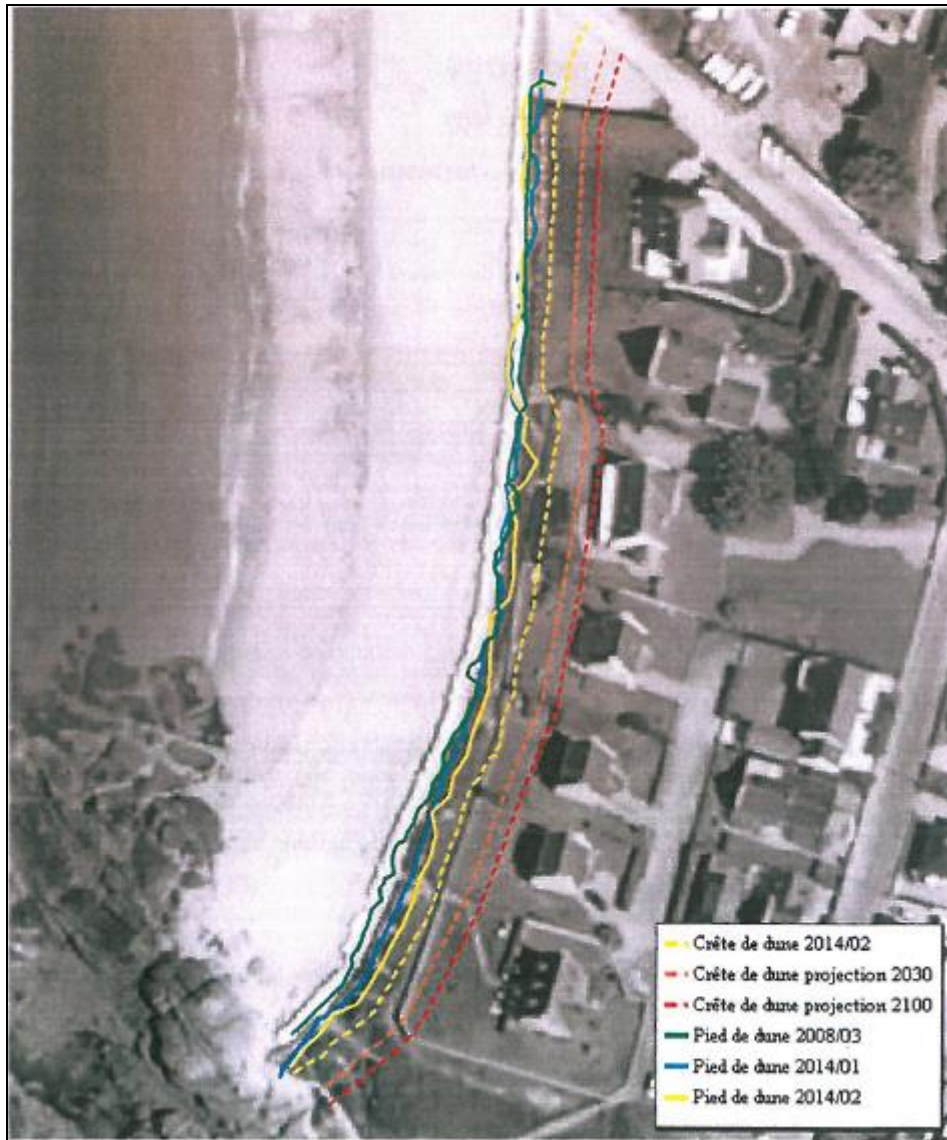 Crête de dune 2014/02
Crête de dune projection 2030
Crête de dune projection 2100
Pied de dune 2008/03
Pied de dune 2014/01
Pied de dune 2014/02